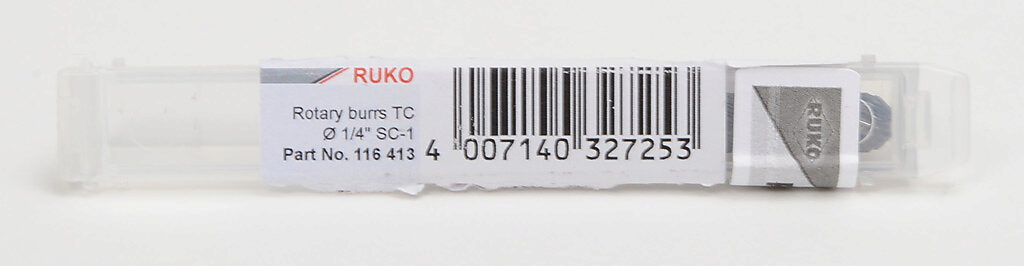 RUKO
Rotary burrs TC
Ø 1/4" SC-1
Part No. 116 413
4 007140 327253
RUKO